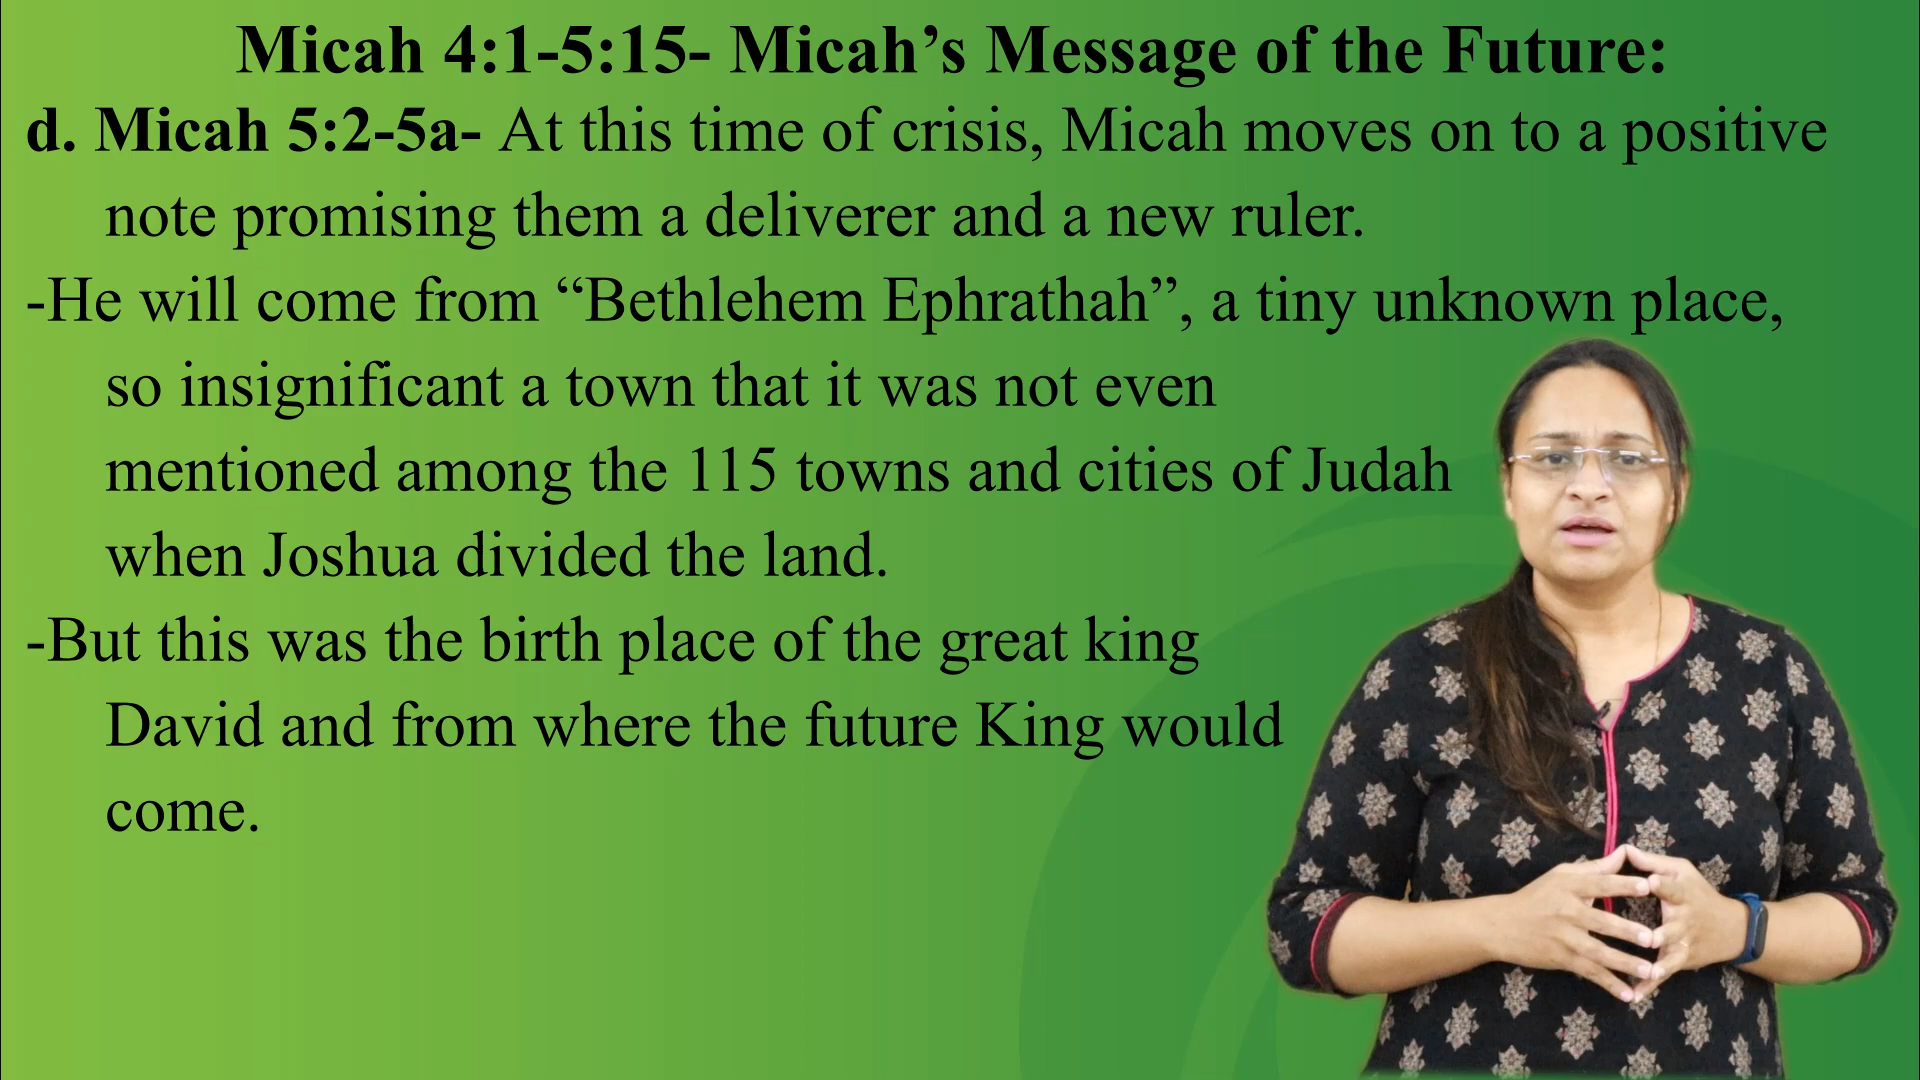 Micah 4:1-5:15- Micah’s Message of the Future:
d. Micah 5:2-5a- At this time of crisis, Micah moves on to a positive
note promising them a deliverer and a new ruler.
-He will come from “Bethlehem Ephrathah”, a tiny unknown place,
so insignificant a town that it was not even
mentioned among the 115 towns and cities of Judah
when Joshua divided the land.
-But this was the birth place of the great king
David and from where the future King would
come.